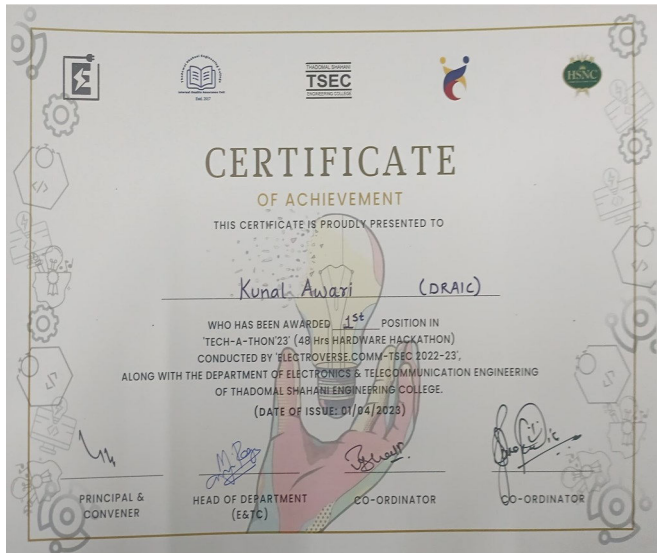 THADOMAL SHAHANI
TSEC
ENGINEERING COLLEGE
HSNC
CERTIFICATE
OF ACHIEVEMENT
THIS CERTIFICATE IS PROUDLY PRESENTED TO
Kunal Awari (DRAIC)
WHO HAS BEEN AWARDED 1st POSITION IN
'TECH-A-THON'23' (48 Hrs HARDWARE HACKATHON)
CONDUCTED BY 'ELECTROVERSE.COMM-TSEC 2022-23',
ALONG WITH THE DEPARTMENT OF ELECTRONICS & TELECOMMUNICATION ENGINEERING
OF THADOMAL SHAHANI ENGINEERING COLLEGE.
(DATE OF ISSUE: 01/04/2023)
PRINCIPAL &
CONVENER
HEAD OF DEPARTMENT
(E&TC)
CO-ORDINATOR
CO-ORDINATOR